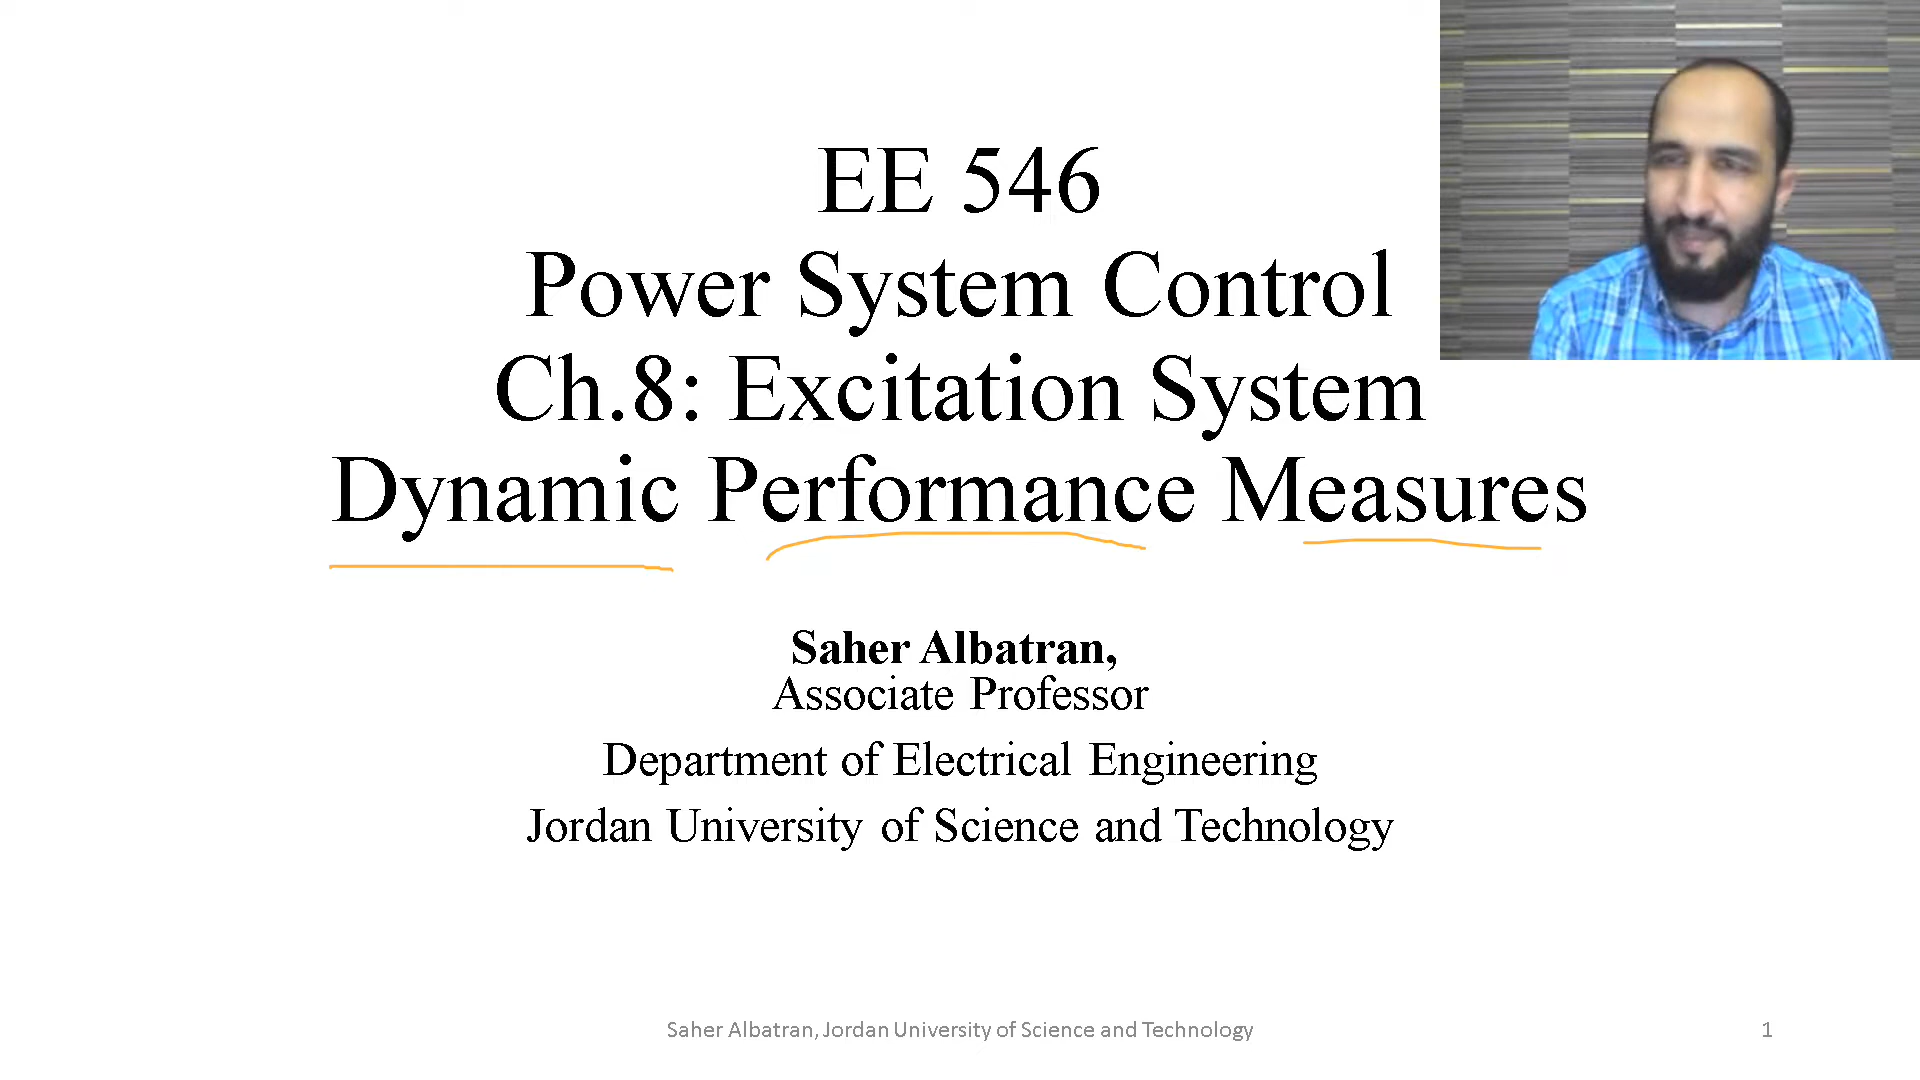 EE 546
Power System Control
Ch.8: Excitation System
Dynamic Performance Measures
Saher Albatran,
Associate Professor
Department of Electrical Engineering
Jordan University of Science and Technology
Saher Albatran, Jordan University of Science and Technology
1